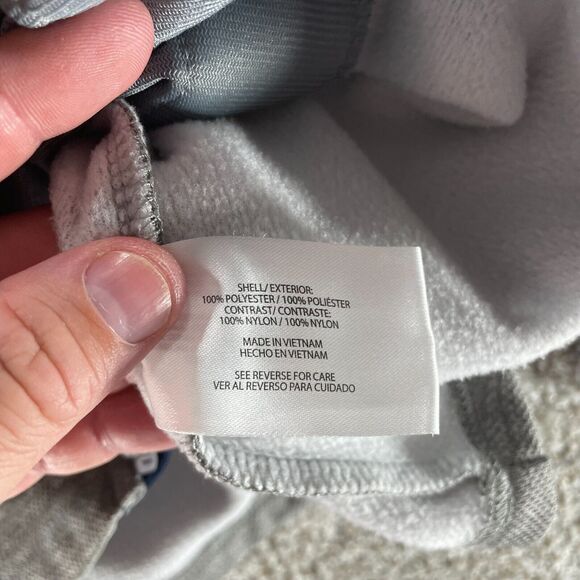 SHELL/ EXTERIOR:
100% POLYESTER / 100% POLIÉSTER
CONTRAST/ CONTRASTE:
100% NYLON / 100% NYLON
MADE IN VIETNAM
HECHO EN VIETNAM
SEE REVERSE FOR CARE
VER AL REVERSO PARA CUIDADO